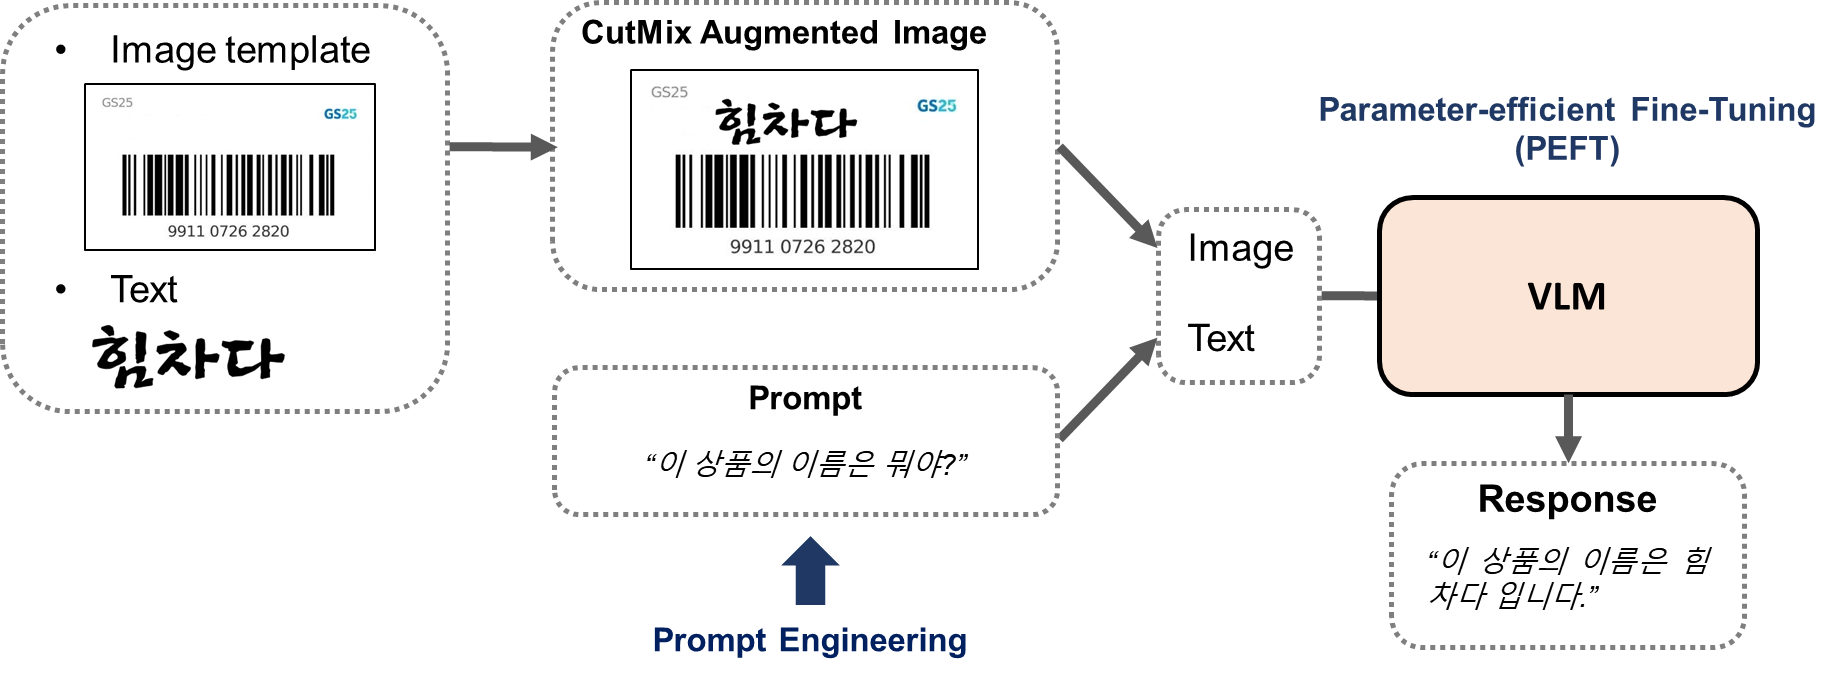 • Image template
GS25
GS25
9911 0726 2820
• Text
힘차다
CutMix Augmented Image
GS25
GS25
힘차다
9911 0726 2820
Prompt
“이 상품의 이름은 뭐야?”
Prompt Engineering
Image
Text
Parameter-efficient Fine-Tuning
(PEFT)
VLM
Response
“이 상품의 이름은 힘
차다 입니다.”